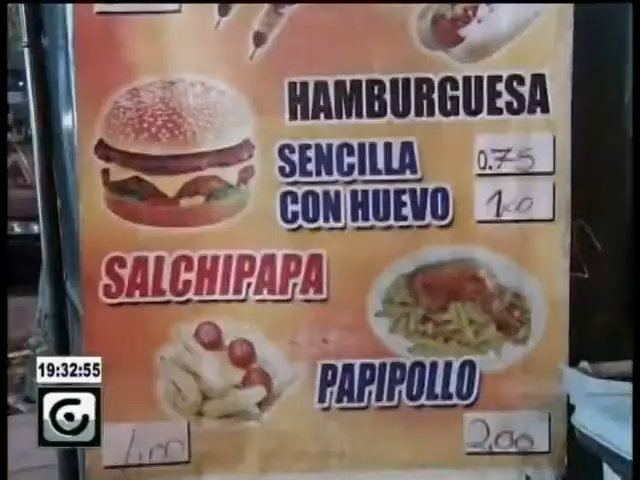 HAMBURGUESA
SENCILLA 0.75
CON HUEVO 1.00
SALCHIPAPA
PAPIPOLLO
1.00 2.00
19:32:55